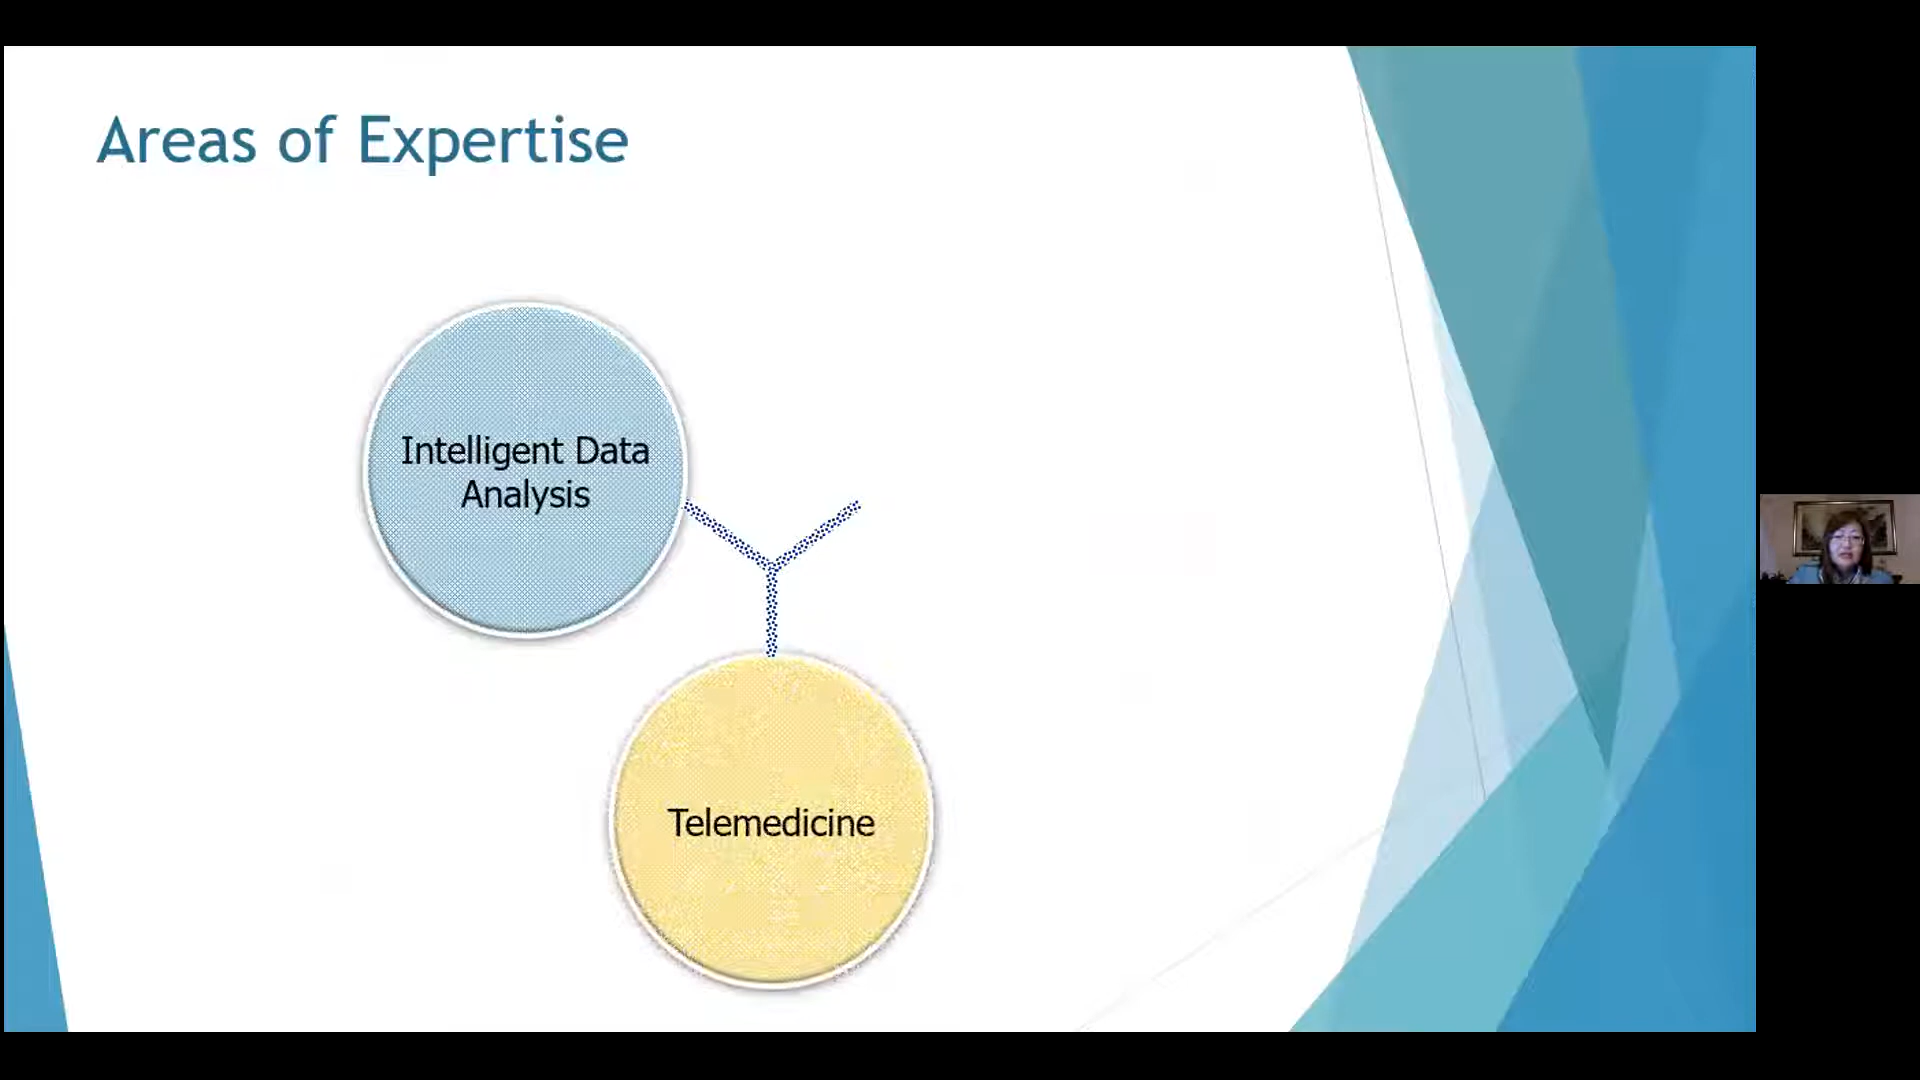 Areas of Expertise
Intelligent Data
Analysis
Telemedicine